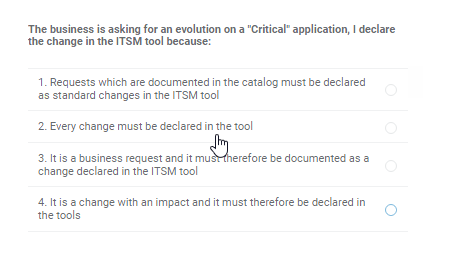 The business is asking for an evolution on a "Critical" application, I declare
the change in the ITSM tool because:
1. Requests which are documented in the catalog must be declared
as standard changes in the ITSM tool
2. Every change must be declared in the tool
3. It is a business request and it must therefore be documented as a
change declared in the ITSM tool
4. It is a change with an impact and it must therefore be declared in
the tools